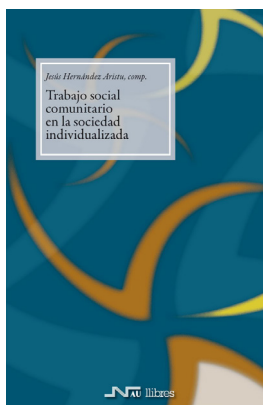 Jesús Hernández Aristu, comp.
Trabajo social
comunitario
en la sociedad
individualizada
NAU llibres